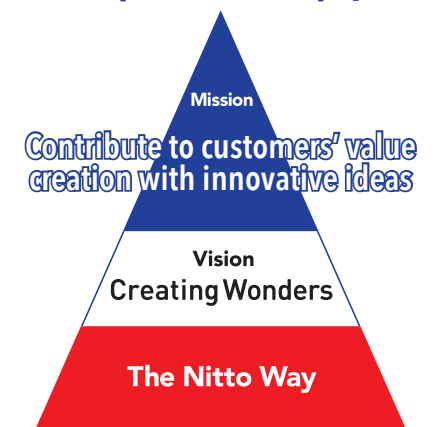 Mission
Contribute to customers' value
creation with innovative ideas
Vision
Creating Wonders
The Nitto Way